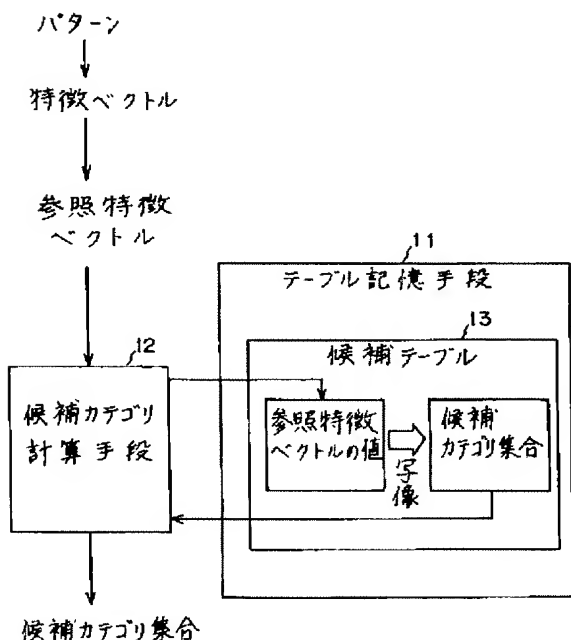 パターン
特徴ベクトル
参照特徴
ベクトル
11
テーブル記憶手段
12
13
候補テーブル
候補カテゴリ
計算手段
参照特徴
ベクトルの値
写像
候補
カテゴリ集合
候補カテゴリ集合